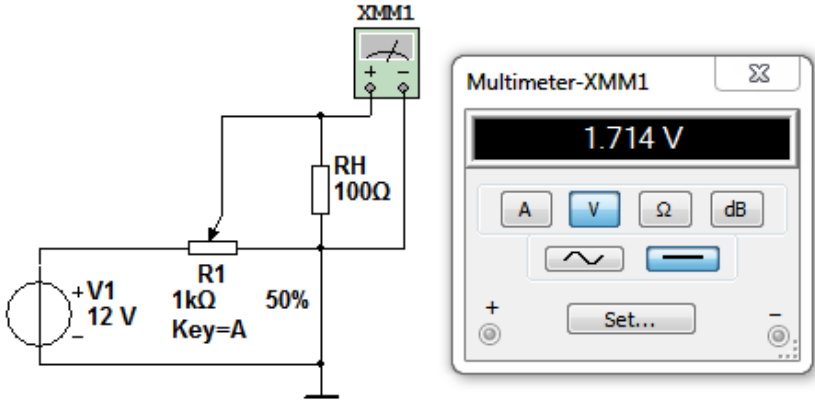 XMM1
+ −
RH
100Ω
R1
1kΩ 50%
Key=A
+ V1
12 V
−
Multimeter-XMM1
1.714 V
A V Ω dB
+ Set... −